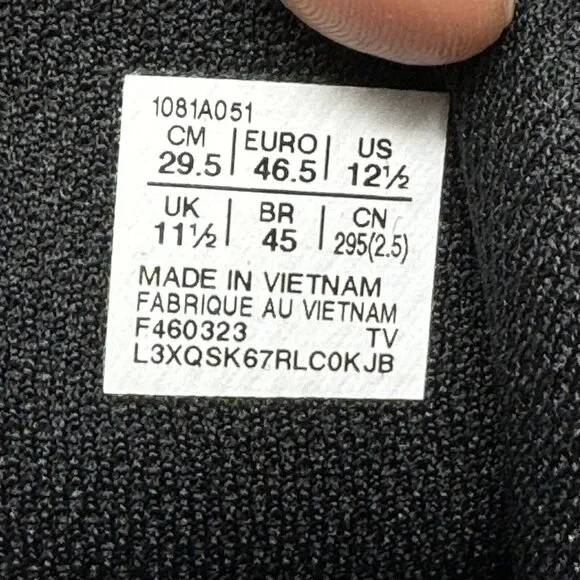 1081A051
CM | EURO | US
29.5 | 46.5 | 12½
UK | BR | CN
11½ | 45 | 295(2.5)
MADE IN VIETNAM
FABRIQUE AU VIETNAM
F460323 TV
L3XQSK67RLC0KJB